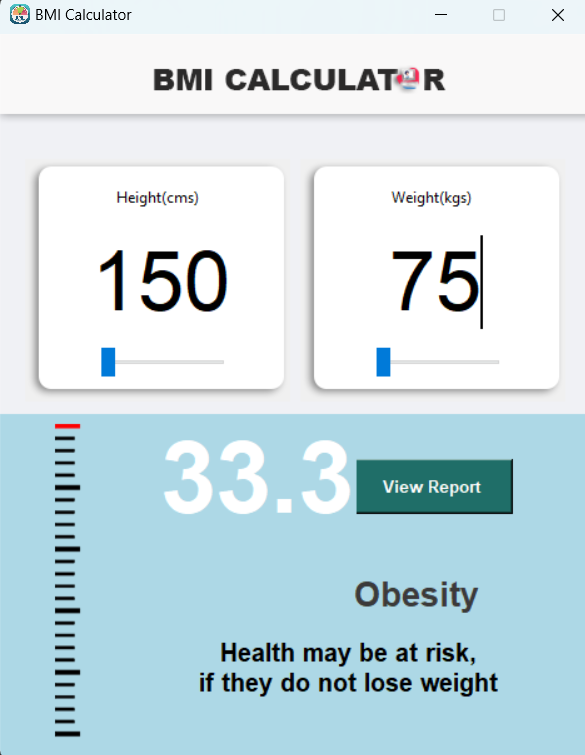 BMI Calculator
BMI CALCULATOR
Height(cms)
Weight(kgs)
150
75
33.3
View Report
Obesity
Health may be at risk,
if they do not lose weight